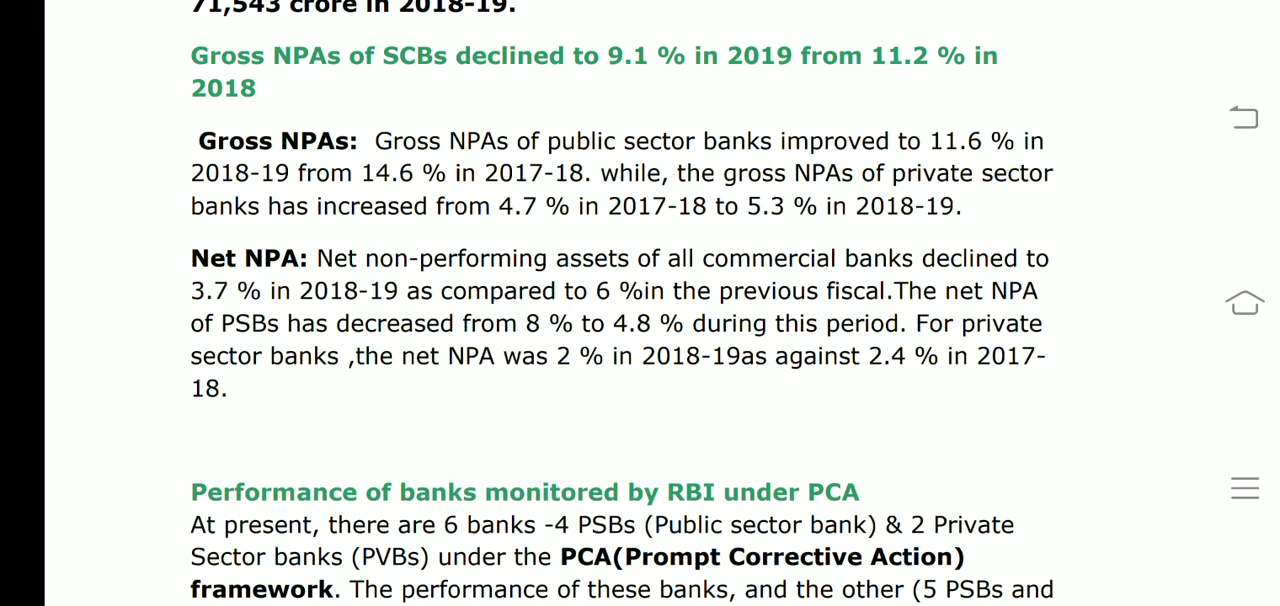 71,543 crore in 2018-19.
Gross NPAs of SCBs declined to 9.1 % in 2019 from 11.2 % in
2018
Gross NPAs: Gross NPAs of public sector banks improved to 11.6 % in
2018-19 from 14.6 % in 2017-18. while, the gross NPAs of private sector
banks has increased from 4.7 % in 2017-18 to 5.3 % in 2018-19.
Net NPA: Net non-performing assets of all commercial banks declined to
3.7 % in 2018-19 as compared to 6 %in the previous fiscal.The net NPA
of PSBs has decreased from 8 % to 4.8 % during this period. For private
sector banks ,the net NPA was 2 % in 2018-19as against 2.4 % in 2017-
18.
Performance of banks monitored by RBI under PCA
At present, there are 6 banks -4 PSBs (Public sector bank) & 2 Private
Sector banks (PVBs) under the PCA(Prompt Corrective Action)
framework. The performance of these banks, and the other (5 PSBs and